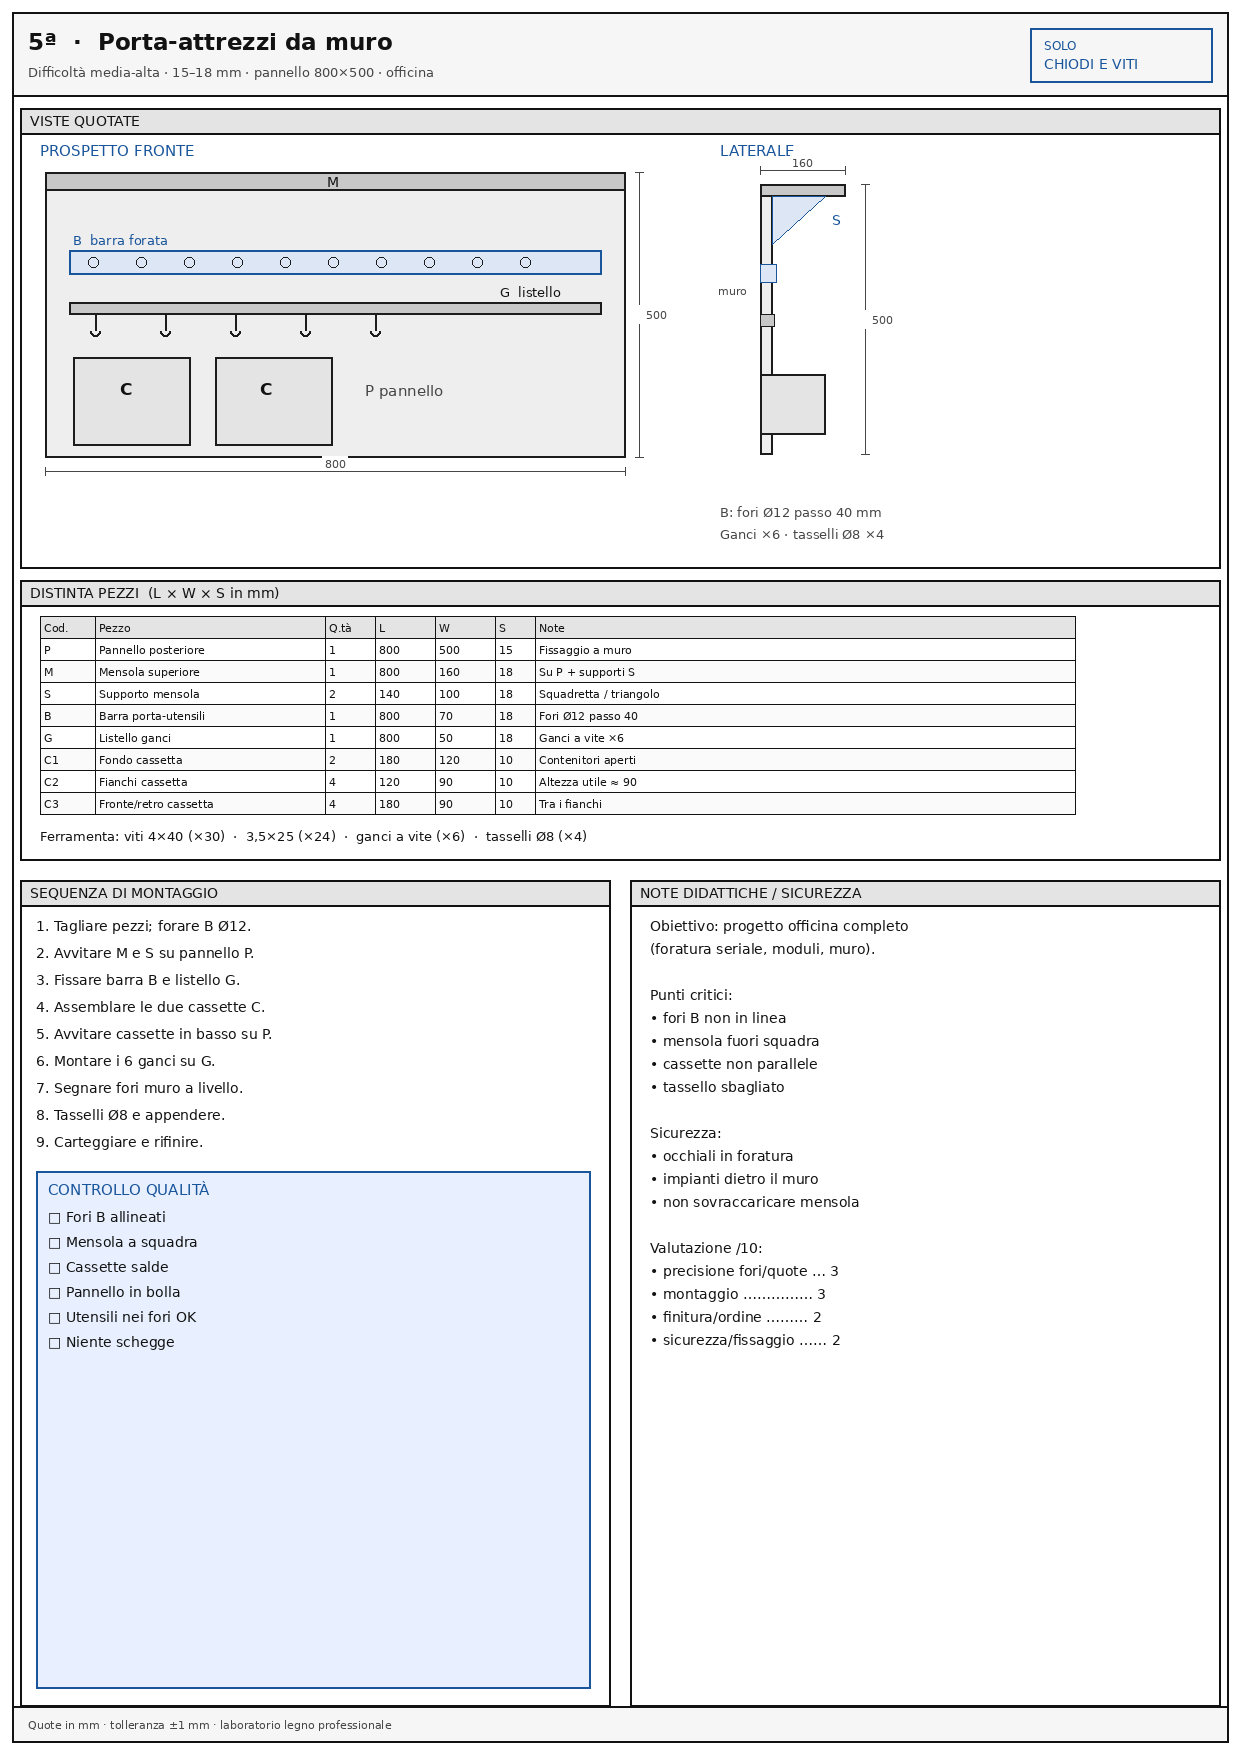 5ª · Porta-attrezzi da muro
Difficoltà media-alta · 15–18 mm · pannello 800×500 · officina
SOLO
CHIODI E VITI
VISTE QUOTATE
PROSPETTO FRONTE
M
B barra forata
G listello
C
C
P pannello
500
800
LATERALE
160
S
muro
500
B: fori Ø12 passo 40 mm
Ganci ×6 · tasselli Ø8 ×4
DISTINTA PEZZI (L × W × S in mm)
Cod. Pezzo Q.tà L W S Note
P Pannello posteriore 1 800 500 15 Fissaggio a muro
M Mensola superiore 1 800 160 18 Su P + supporti S
S Supporto mensola 2 140 100 18 Squadretta / triangolo
B Barra porta-utensili 1 800 70 18 Fori Ø12 passo 40
G Listello ganci 1 800 50 18 Ganci a vite ×6
C1 Fondo cassetta 2 180 120 10 Contenitori aperti
C2 Fianchi cassetta 4 120 90 10 Altezza utile ≈ 90
C3 Fronte/retro cassetta 4 180 90 10 Tra i fianchi
Ferramenta: viti 4×40 (×30) · 3,5×25 (×24) · ganci a vite (×6) · tasselli Ø8 (×4)
SEQUENZA DI MONTAGGIO
1. Tagliare pezzi; forare B Ø12.
2. Avvitare M e S su pannello P.
3. Fissare barra B e listello G.
4. Assemblare le due cassette C.
5. Avvitare cassette in basso su P.
6. Montare i 6 ganci su G.
7. Segnare fori muro a livello.
8. Tasselli Ø8 e appendere.
9. Carteggiare e rifinire.
CONTROLLO QUALITÀ
□ Fori B allineati
□ Mensola a squadra
□ Cassette salde
□ Pannello in bolla
□ Utensili nei fori OK
□ Niente schegge
NOTE DIDATTICHE / SICUREZZA
Obiettivo: progetto officina completo
(foratura seriale, moduli, muro).
Punti critici:
• fori B non in linea
• mensola fuori squadra
• cassette non parallele
• tassello sbagliato
Sicurezza:
• occhiali in foratura
• impianti dietro il muro
• non sovraccaricare mensola
Valutazione /10:
• precisione fori/quote ... 3
• montaggio ............... 3
• finitura/ordine ......... 2
• sicurezza/fissaggio ...... 2
Quote in mm · tolleranza ±1 mm · laboratorio legno professionale